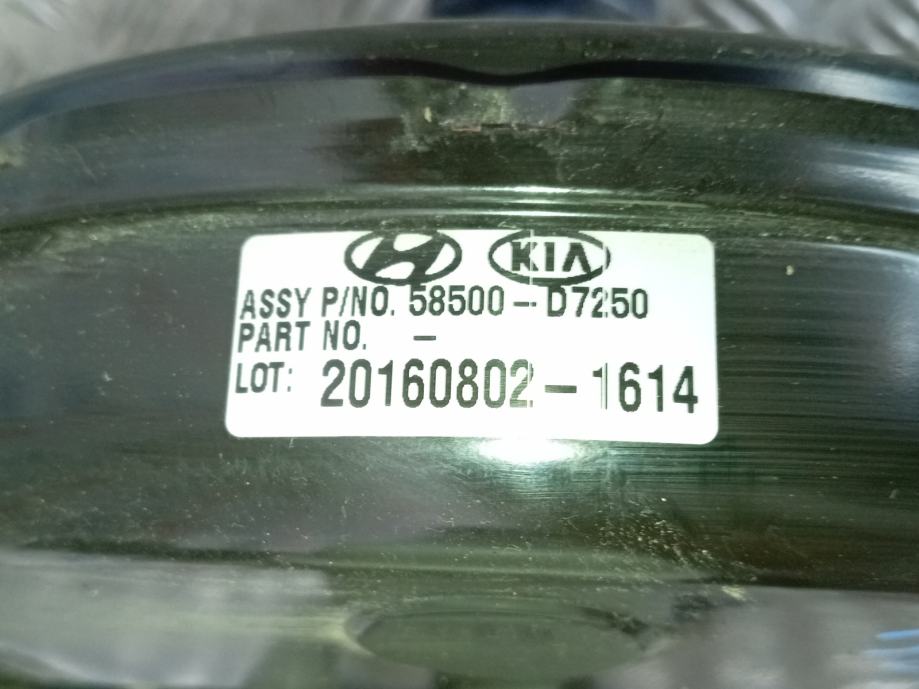 KIA
ASSY P/NO. 58500-D7250
PART NO. -
LOT: 20160802-1614